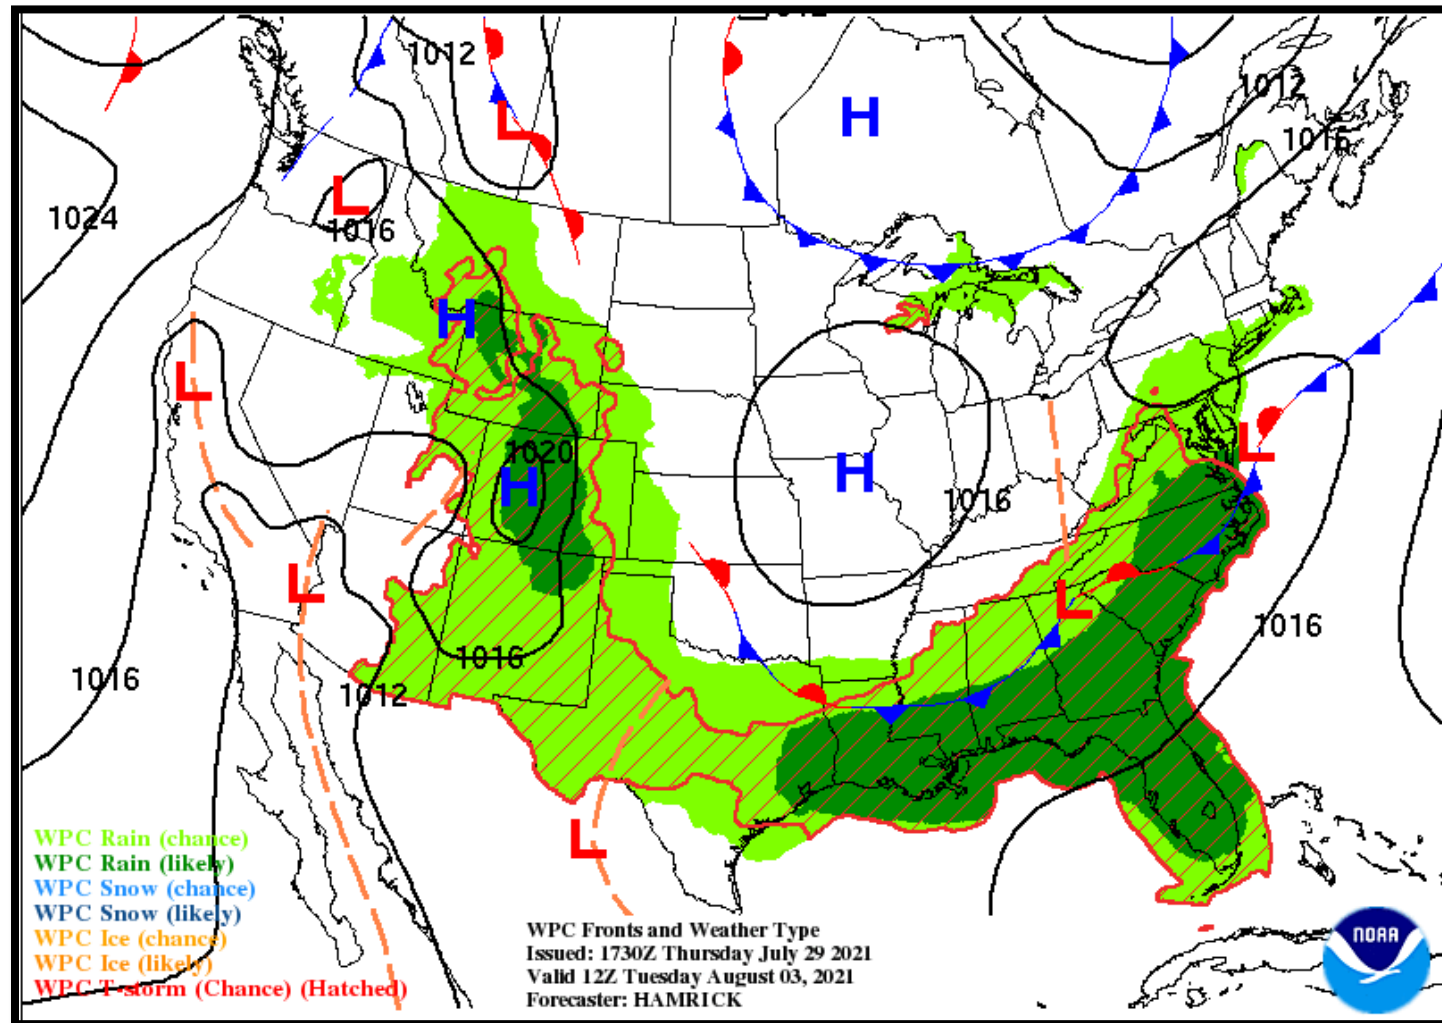 1012
1012
1012
L
H
1016
1024
L
1016
H
L
1020
H
1016
H
1016
L
L
L
1016
1016
1016
1012
L
WPC Rain (chance)
WPC Rain (likely)
WPC Snow (chance)
WPC Snow (likely)
WPC Ice (chance)
WPC Ice (likely)
WPC T-storm (Chance) (Hatched)
WPC Fronts and Weather Type
Issued: 1730Z Thursday July 29 2021
Valid 12Z Tuesday August 03, 2021
Forecaster: HAMRICK
NOAA